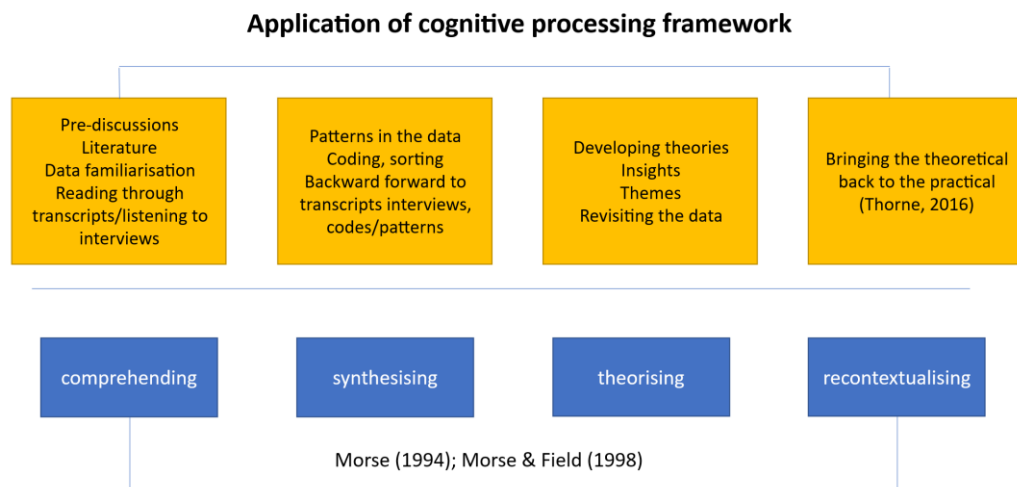 Application of cognitive processing framework
Pre-discussions
Literature
Data familiarisation
Reading through
transcripts/listening to
interviews
Patterns in the data
Coding, sorting
Backward forward to
transcripts interviews,
codes/patterns
Developing theories
Insights
Themes
Revisiting the data
Bringing the theoretical
back to the practical
(Thorne, 2016)
comprehending
synthesising
theorising
recontextualising
Morse (1994); Morse & Field (1998)